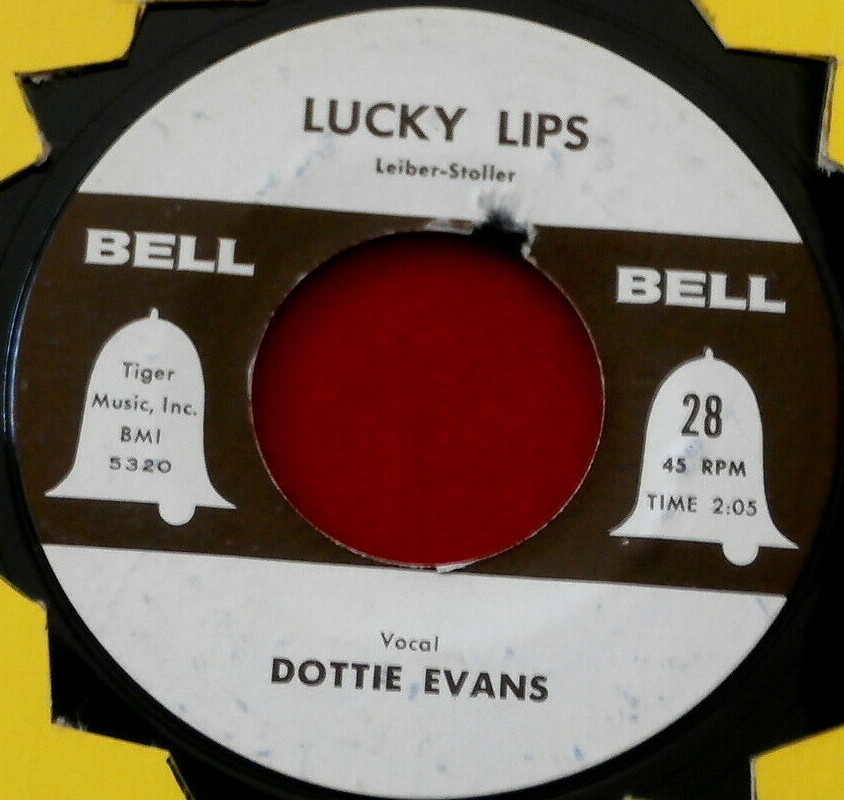 LUCKY LIPS
Leiber-Stoller
BELL
BELL
Tiger
Music, Inc.
BMI
5320
28
45 RPM
TIME 2:05
Vocal
DOTTIE EVANS